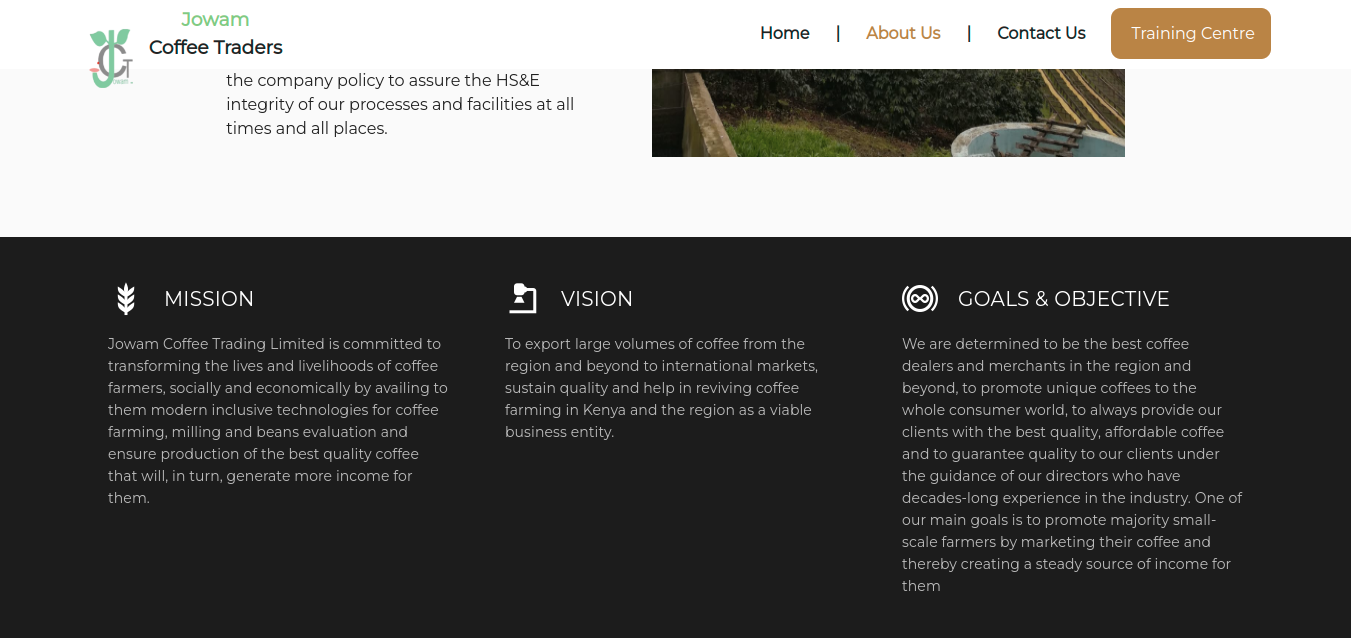 Jowam
Coffee Traders
Home | About Us | Contact Us Training Centre
the company policy to assure the HS&E
integrity of our processes and facilities at all
times and all places.
MISSION
Jowam Coffee Trading Limited is committed to
transforming the lives and livelihoods of coffee
farmers, socially and economically by availing to
them modern inclusive technologies for coffee
farming, milling and beans evaluation and
ensure production of the best quality coffee
that will, in turn, generate more income for
them.
VISION
To export large volumes of coffee from the
region and beyond to international markets,
sustain quality and help in reviving coffee
farming in Kenya and the region as a viable
business entity.
GOALS & OBJECTIVE
We are determined to be the best coffee
dealers and merchants in the region and
beyond, to promote unique coffees to the
whole consumer world, to always provide our
clients with the best quality, affordable coffee
and to guarantee quality to our clients under
the guidance of our directors who have
decades-long experience in the industry. One of
our main goals is to promote majority small-
scale farmers by marketing their coffee and
thereby creating a steady source of income for
them